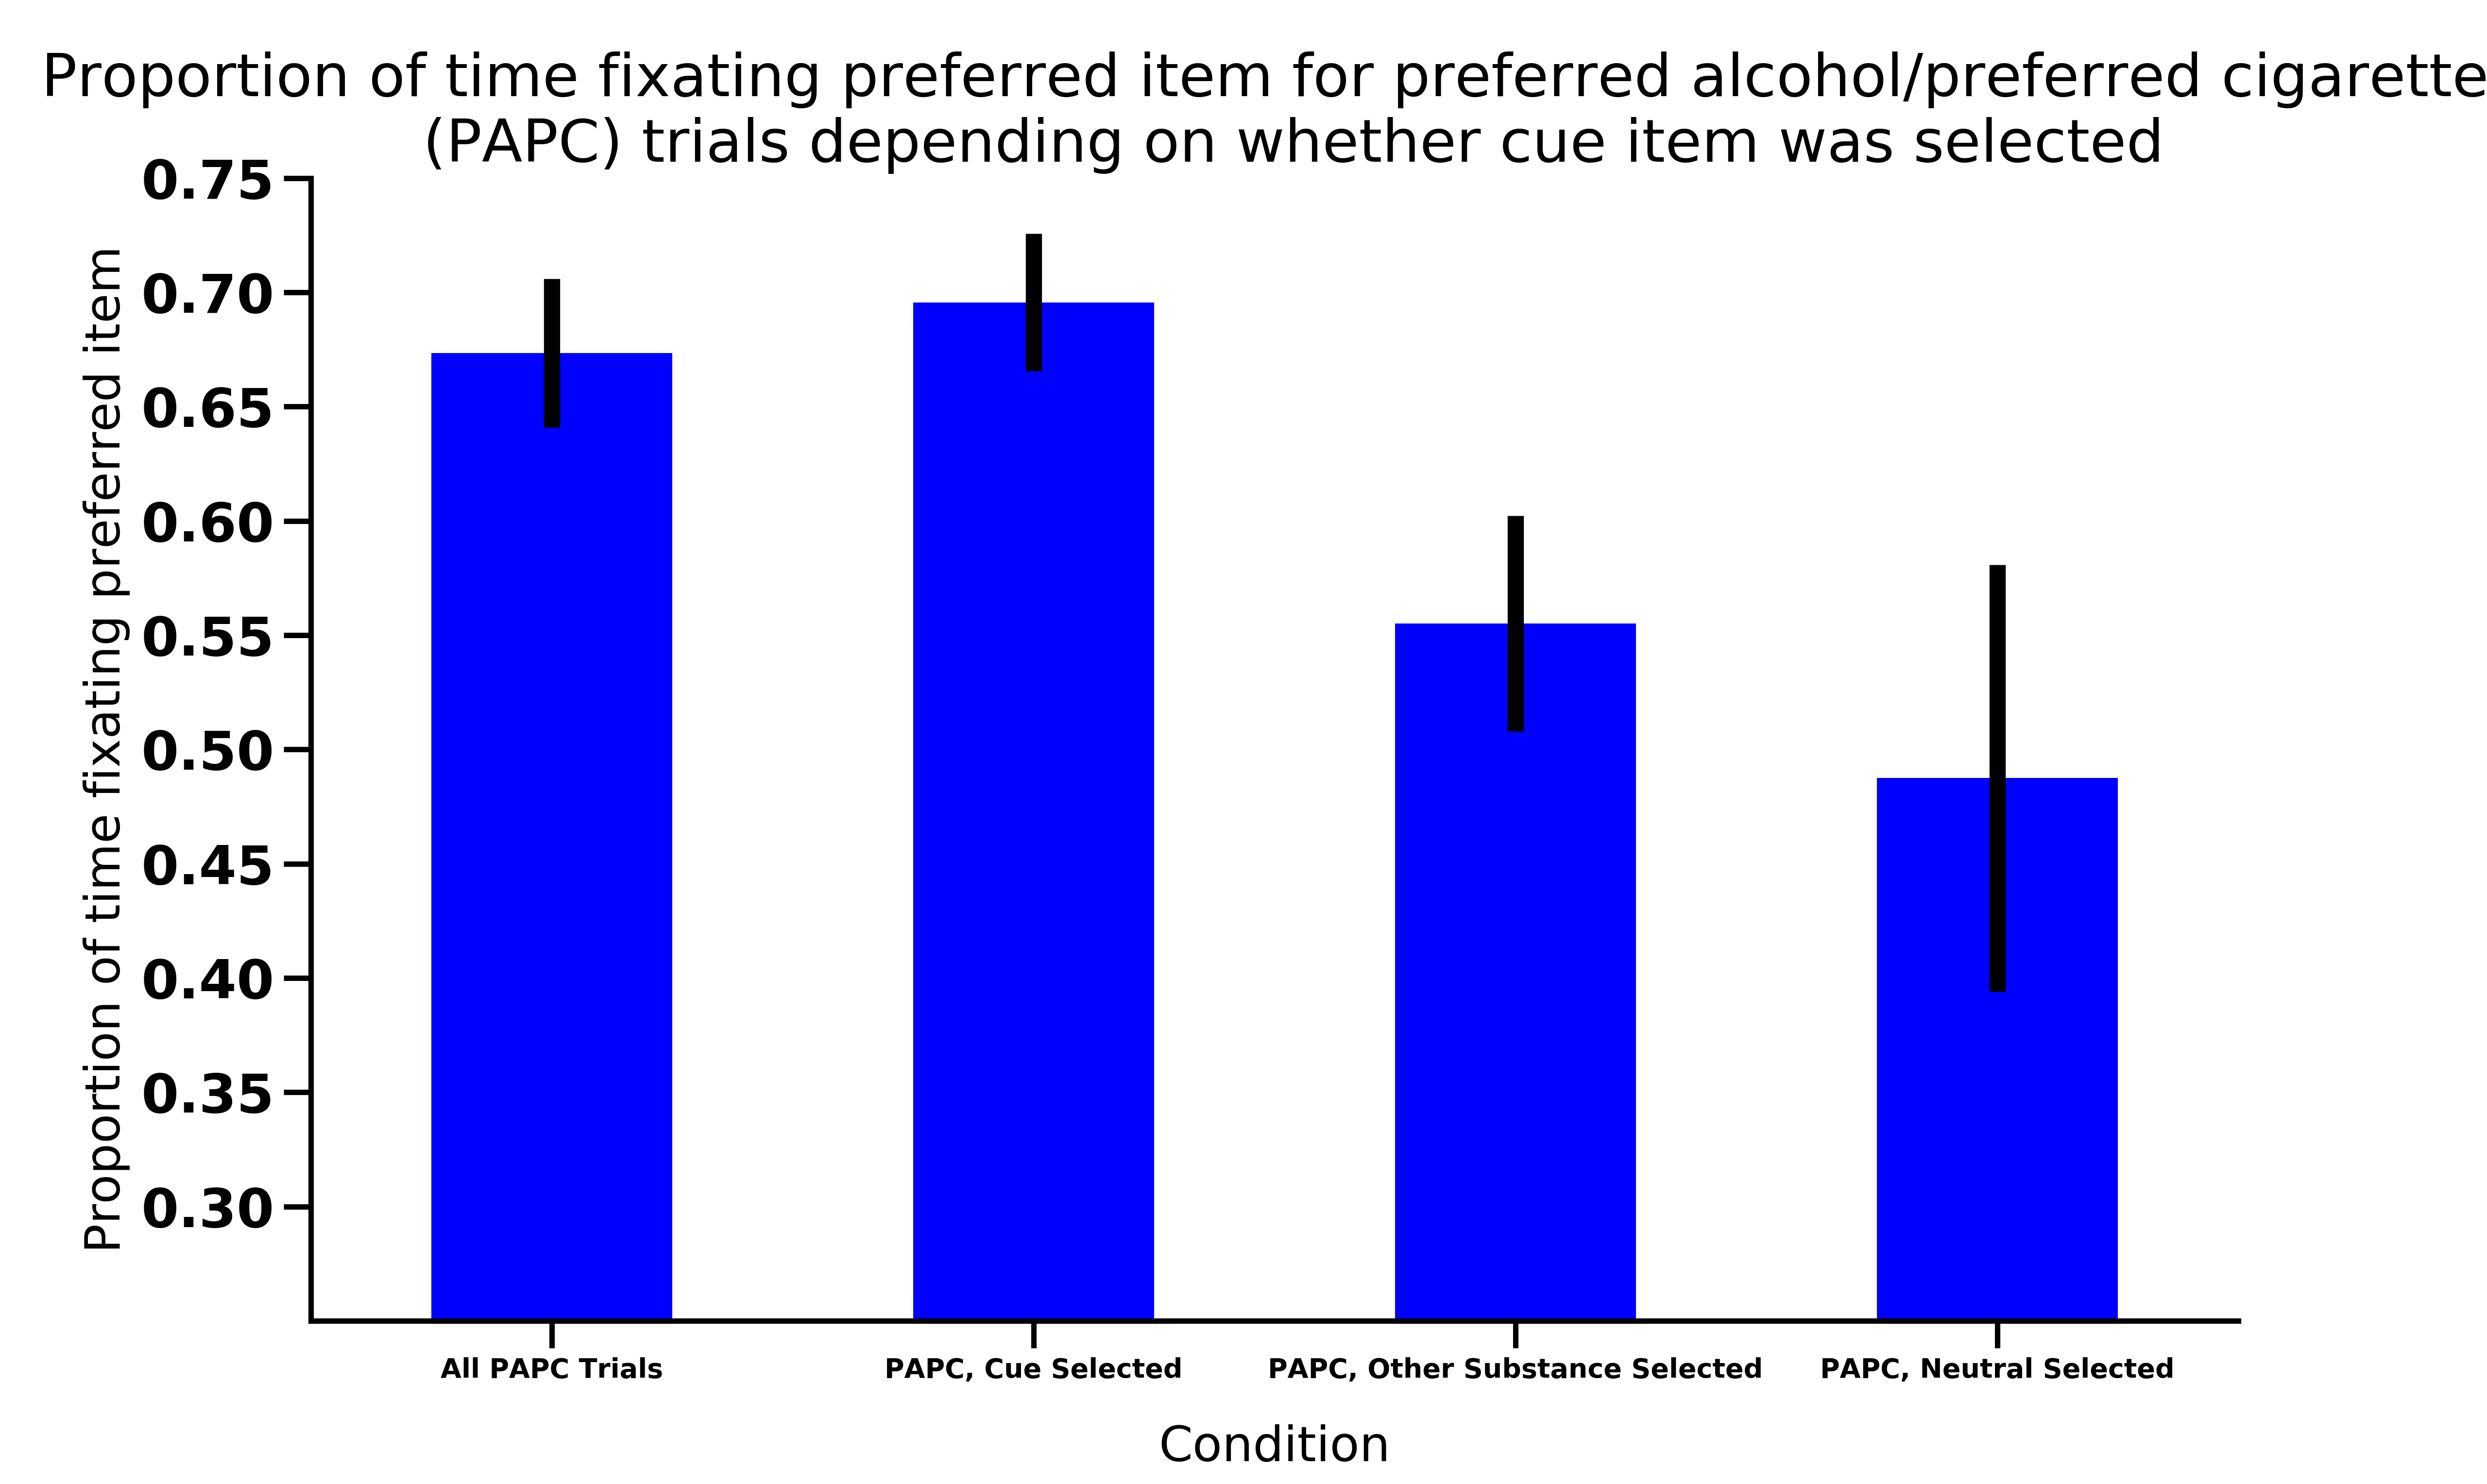 Proportion of time fixating preferred item for preferred alcohol/preferred cigarette
(PAPC) trials depending on whether cue item was selected
Proportion of time fixating preferred item
0.75
0.70
0.65
0.60
0.55
0.50
0.45
0.40
0.35
0.30
All PAPC Trials
PAPC, Cue Selected
PAPC, Other Substance Selected
PAPC, Neutral Selected
Condition